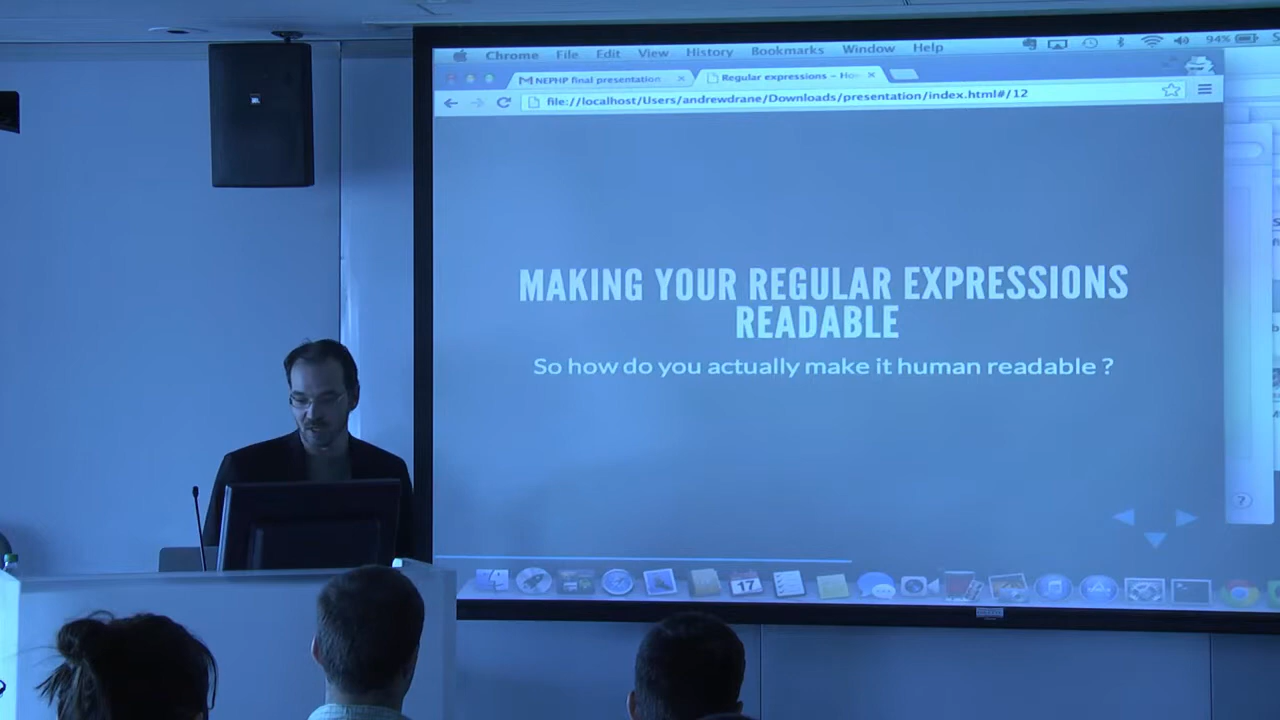 Chrome File Edit View History Bookmarks Window Help 94%
NEPHP final presentation
Regular expressions – Ho
file://localhost/Users/andrewdrane/Downloads/presentation/index.html#/12
MAKING YOUR REGULAR EXPRESSIONS
READABLE
So how do you actually make it human readable ?
?
17
JBL